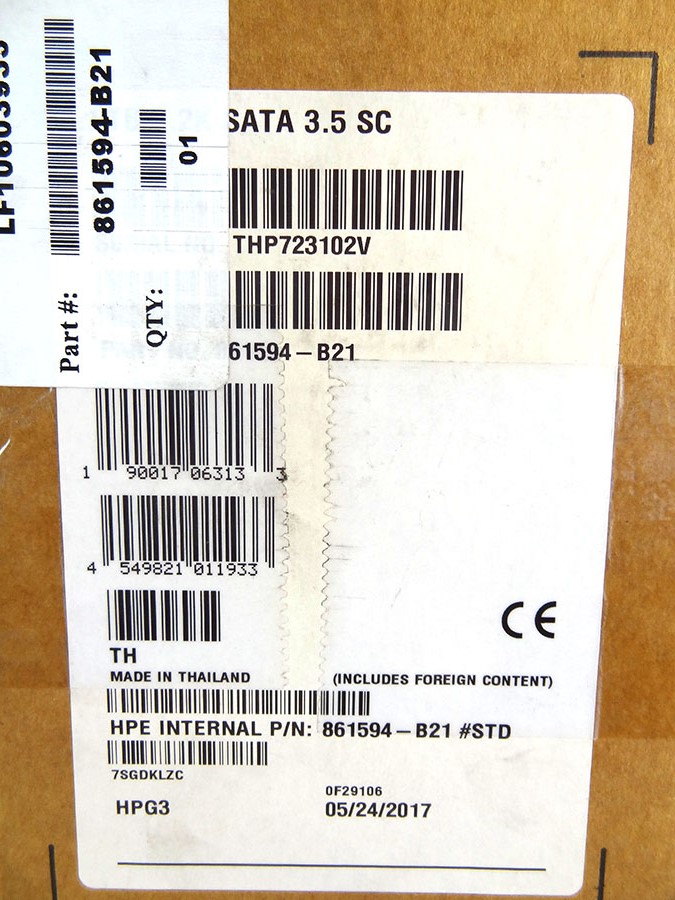 Part #:
861594-B21
QTY:
01
SATA 3.5 SC
THP723102V
61594-B21
1 90017 06313 3
4 549821 011933
CE
TH
MADE IN THAILAND (INCLUDES FOREIGN CONTENT)
HPE INTERNAL P/N: 861594-B21 #STD
7SGDKLZC
0F29106
HPG3 05/24/2017